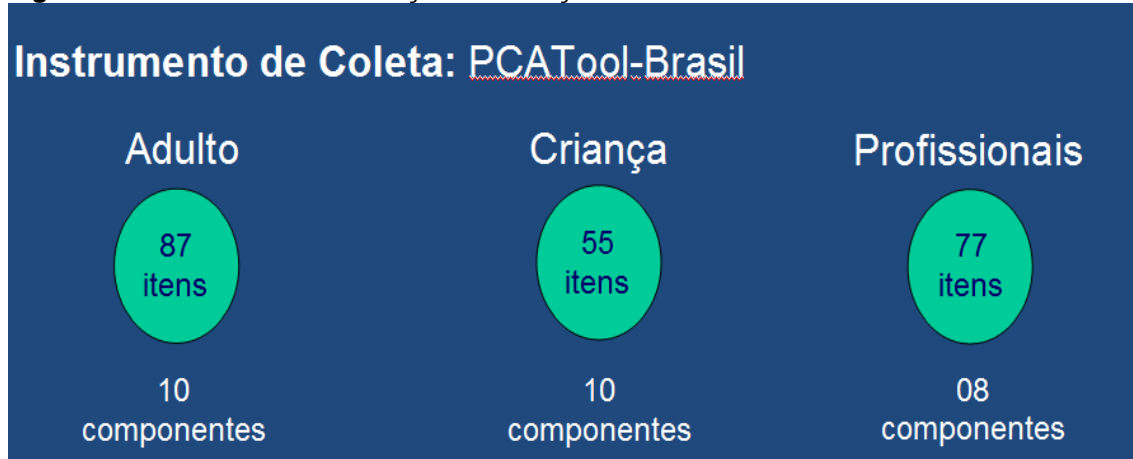 Instrumento de Coleta: PCATool-Brasil
Adulto
Criança
Profissionais
87
itens
55
itens
77
itens
10
componentes
10
componentes
08
componentes